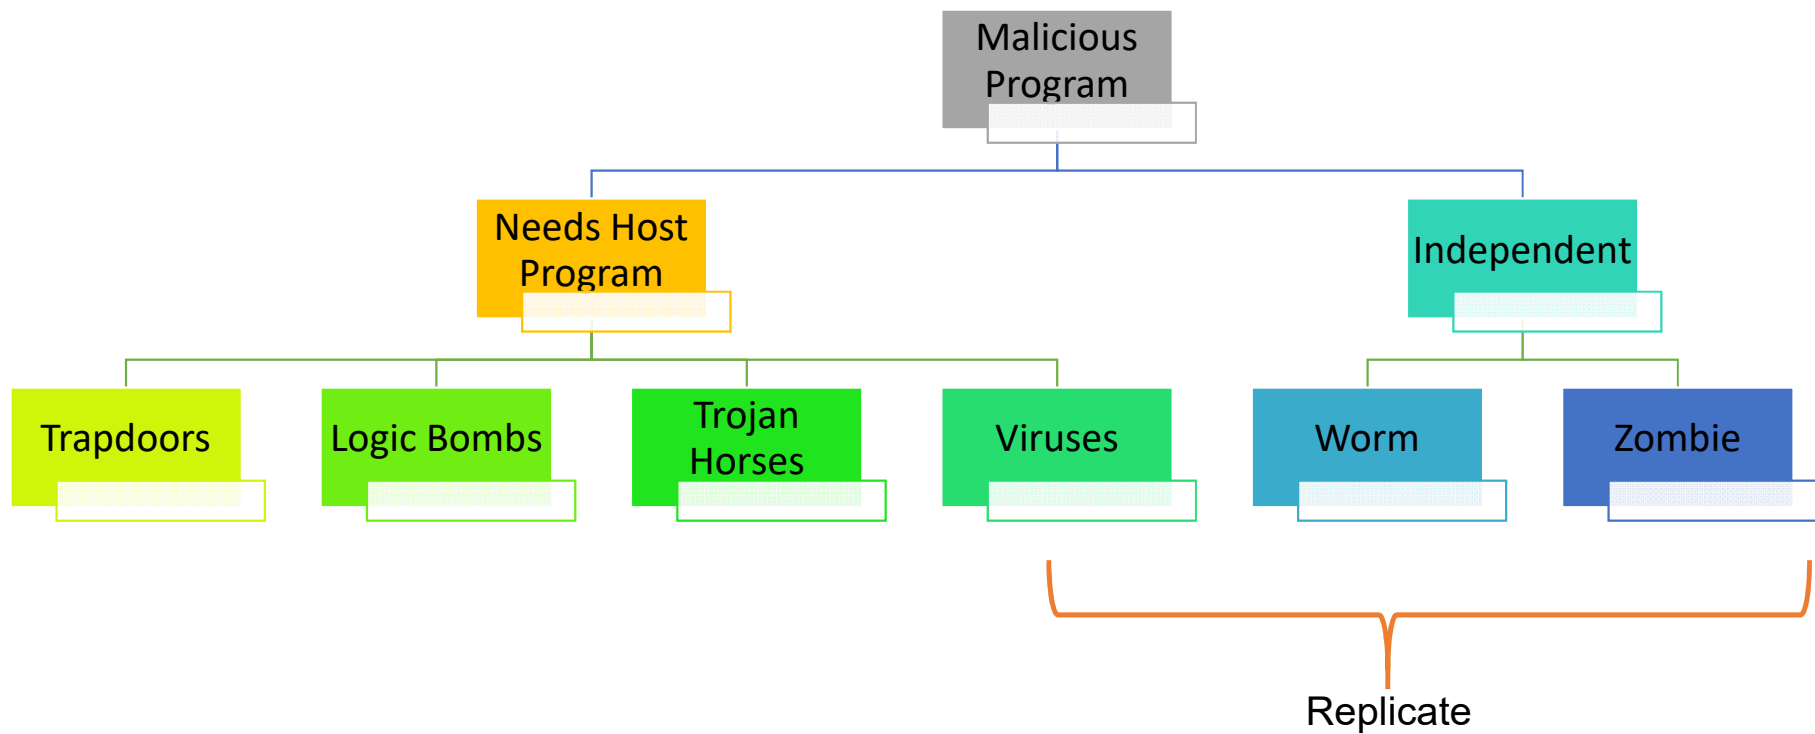 Malicious
Program
Needs Host
Program
Independent
Trapdoors
Logic Bombs
Trojan
Horses
Viruses
Worm
Zombie
Replicate